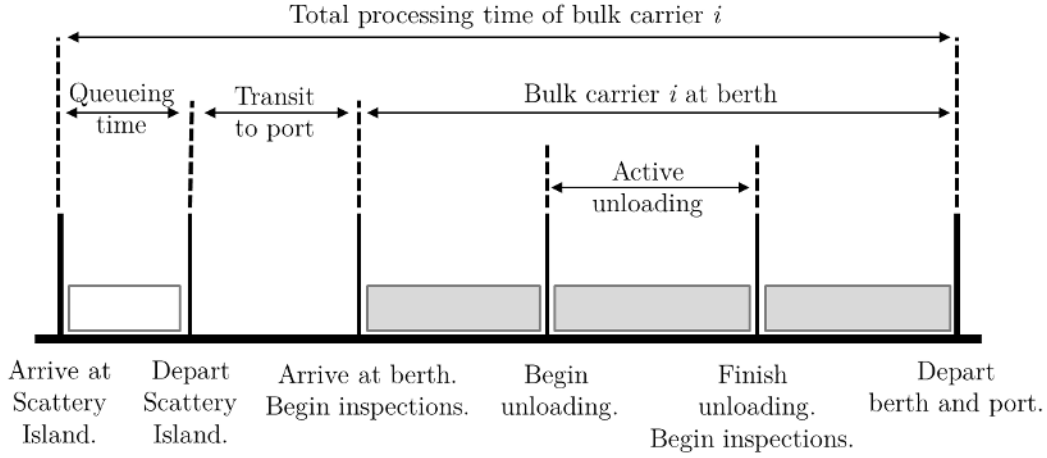 Total processing time of bulk carrier i
Queueing
time
Transit
to port
Bulk carrier i at berth
Active
unloading
Arrive at
Scattery
Island.
Depart
Scattery
Island.
Arrive at berth.
Begin inspections.
Begin
unloading.
Finish
unloading.
Begin inspections.
Depart
berth and port.